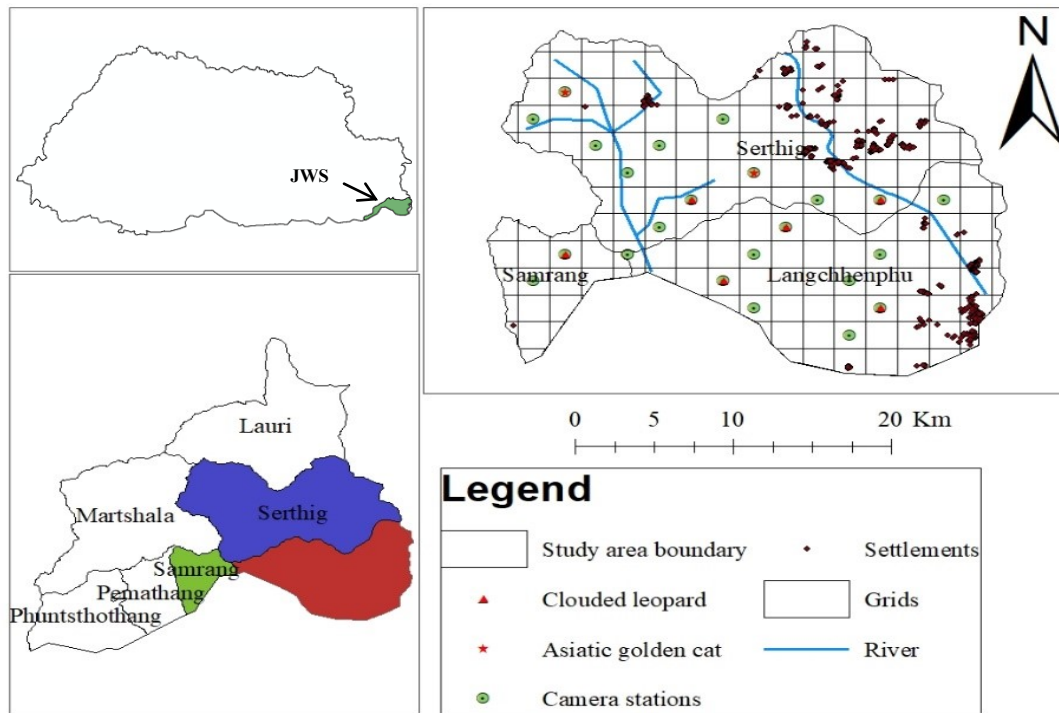 JWS
N
Serthig
Samrang
Langchhenphu
0 5 10 20 Km
Lauri
Martshala
Serthig
Samrang
Pemathang
Phuntsthothang
Legend
Study area boundary
Settlements
Clouded leopard
Grids
Asiatic golden cat
River
Camera stations